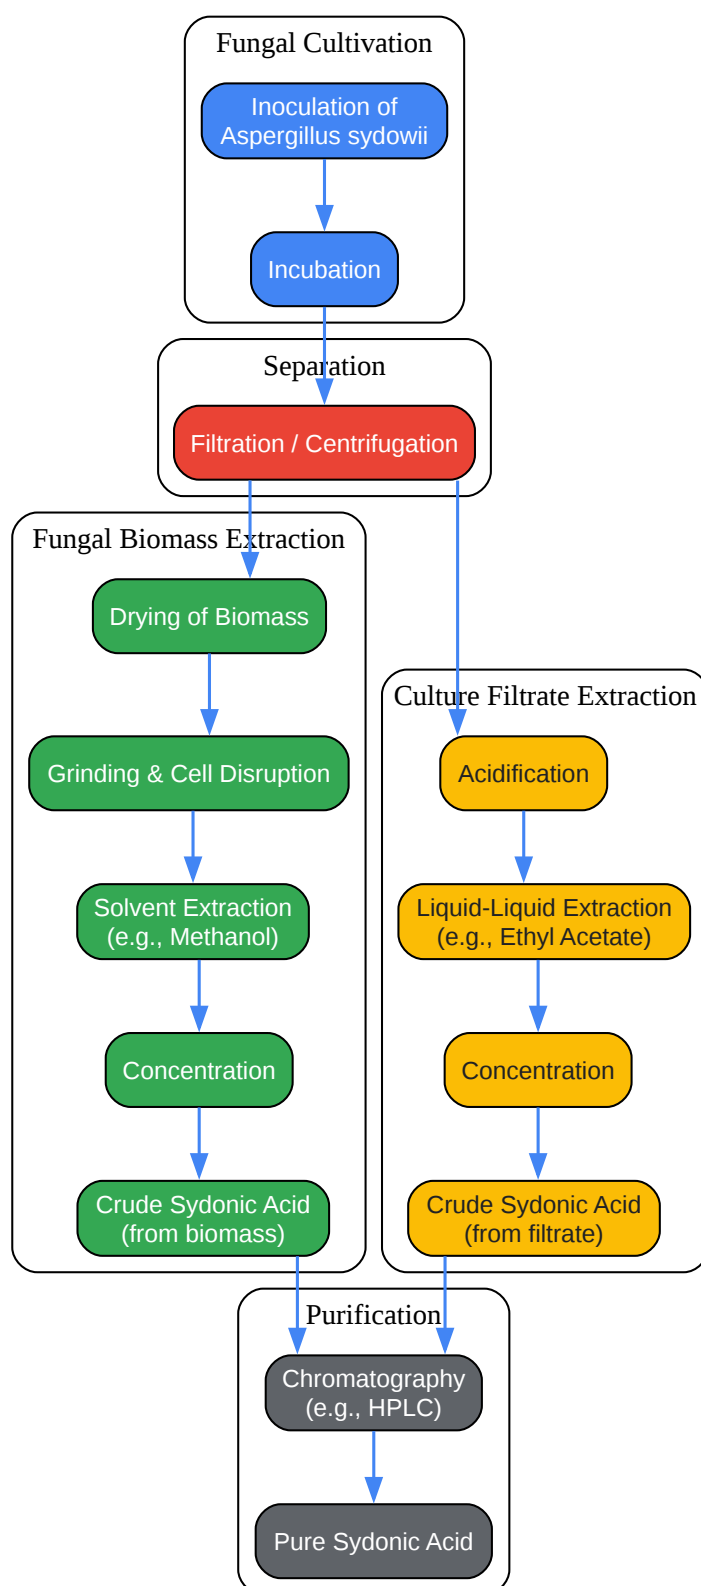 Fungal Cultivation
Inoculation of
Aspergillus sydowii
Incubation
Separation
Filtration / Centrifugation
Fungal Biomass Extraction
Drying of Biomass
Grinding & Cell Disruption
Solvent Extraction
(e.g., Methanol)
Concentration
Crude Sydonic Acid
(from biomass)
Culture Filtrate Extraction
Acidification
Liquid-Liquid Extraction
(e.g., Ethyl Acetate)
Concentration
Crude Sydonic Acid
(from filtrate)
Purification
Chromatography
(e.g., HPLC)
Pure Sydonic Acid